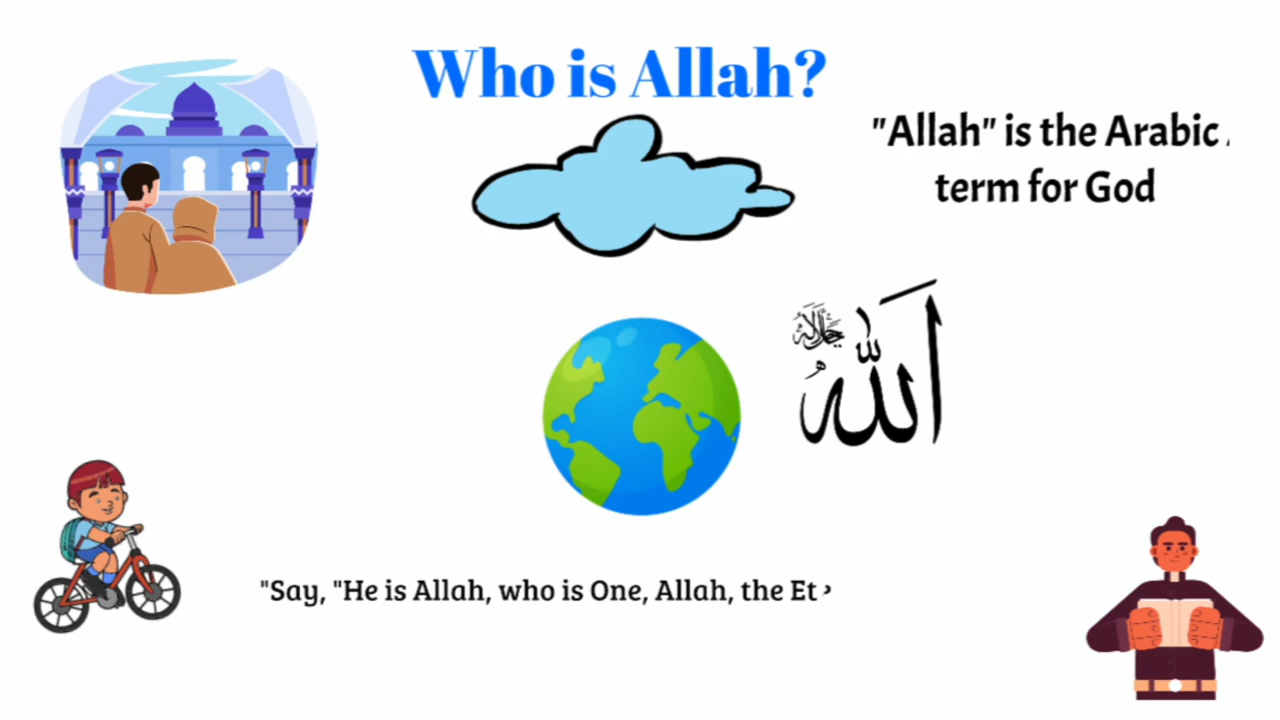 Who is Allah?
"Allah" is the Arabic
term for God
الله
جل جلاله
"Say, "He is Allah, who is One, Allah, the Et